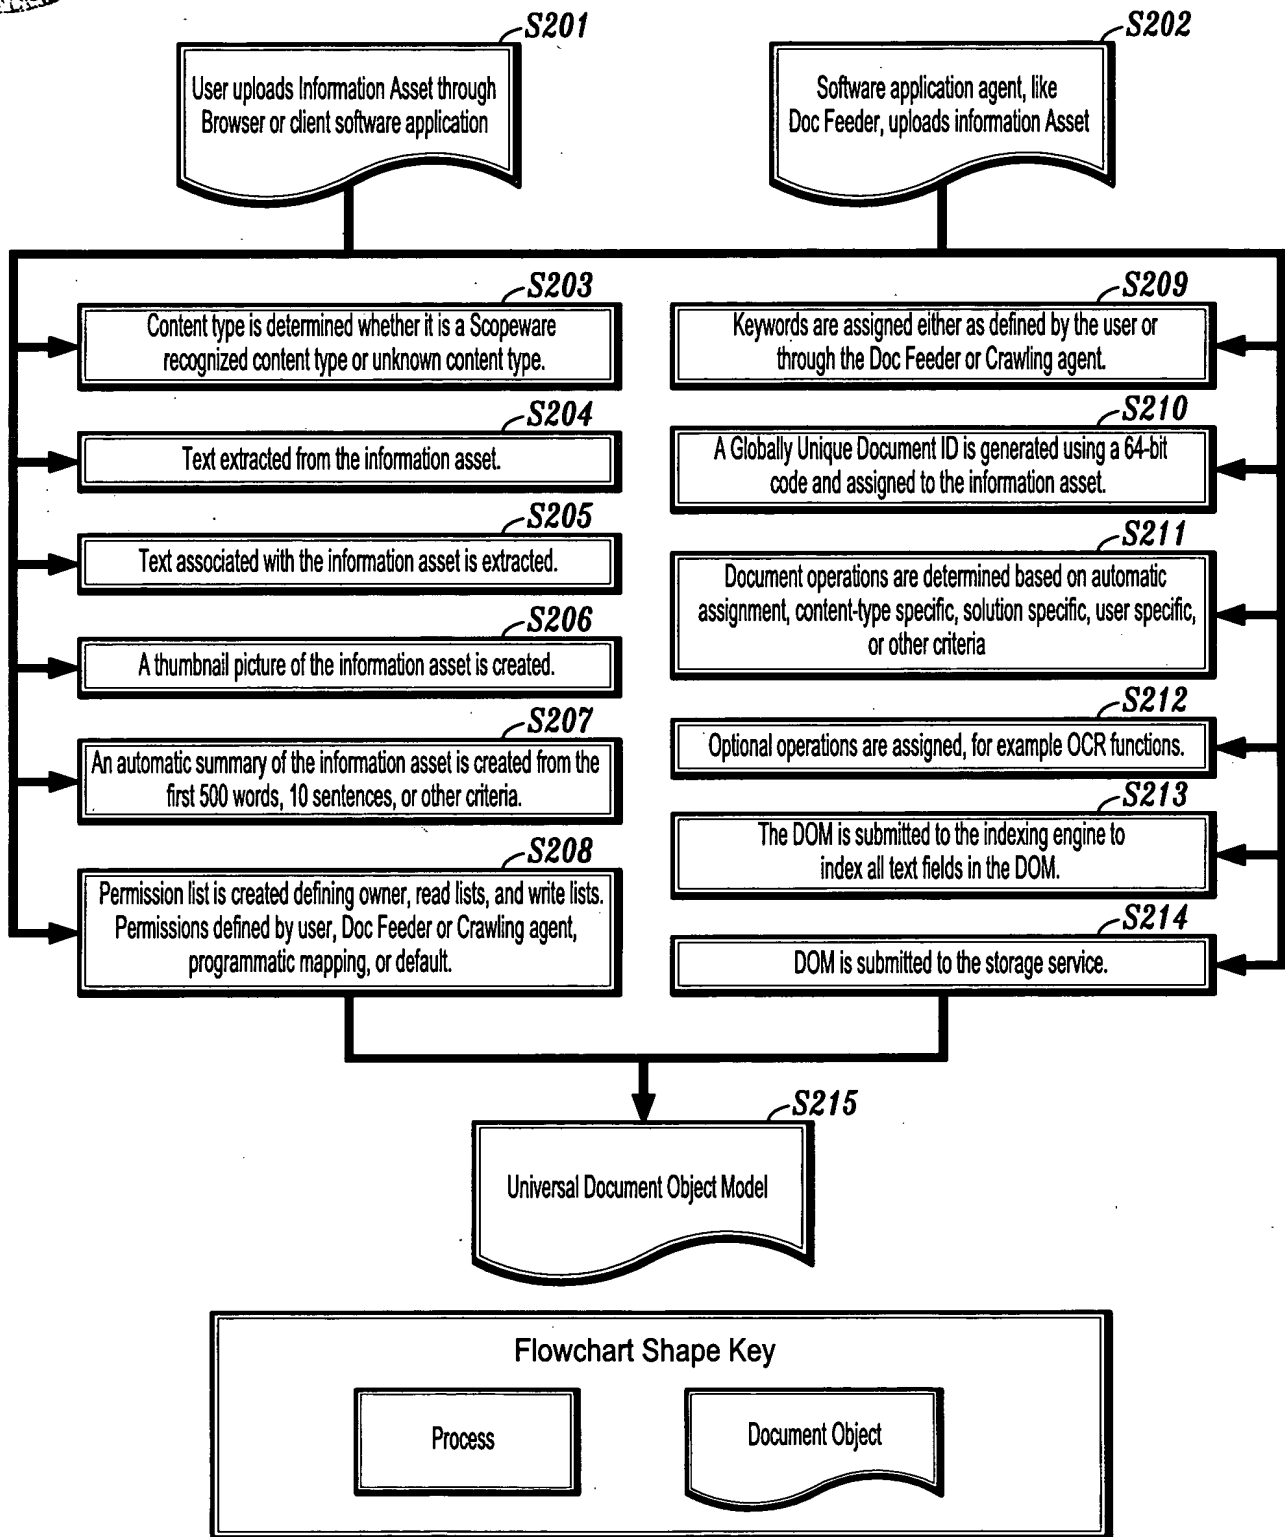 S201
User uploads Information Asset through
Browser or client software application
S202
Software application agent, like
Doc Feeder, uploads information Asset
S203
Content type is determined whether it is a Scopeware
recognized content type or unknown content type.
S204
Text extracted from the information asset.
S205
Text associated with the information asset is extracted.
S206
A thumbnail picture of the information asset is created.
S207
An automatic summary of the information asset is created from the
first 500 words, 10 sentences, or other criteria.
S208
Permission list is created defining owner, read lists, and write lists.
Permissions defined by user, Doc Feeder or Crawling agent,
programmatic mapping, or default.
S209
Keywords are assigned either as defined by the user or
through the Doc Feeder or Crawling agent.
S210
A Globally Unique Document ID is generated using a 64-bit
code and assigned to the information asset.
S211
Document operations are determined based on automatic
assignment, content-type specific, solution specific, user specific,
or other criteria
S212
Optional operations are assigned, for example OCR functions.
S213
The DOM is submitted to the indexing engine to
index all text fields in the DOM.
S214
DOM is submitted to the storage service.
S215
Universal Document Object Model
Flowchart Shape Key
Process
Document Object